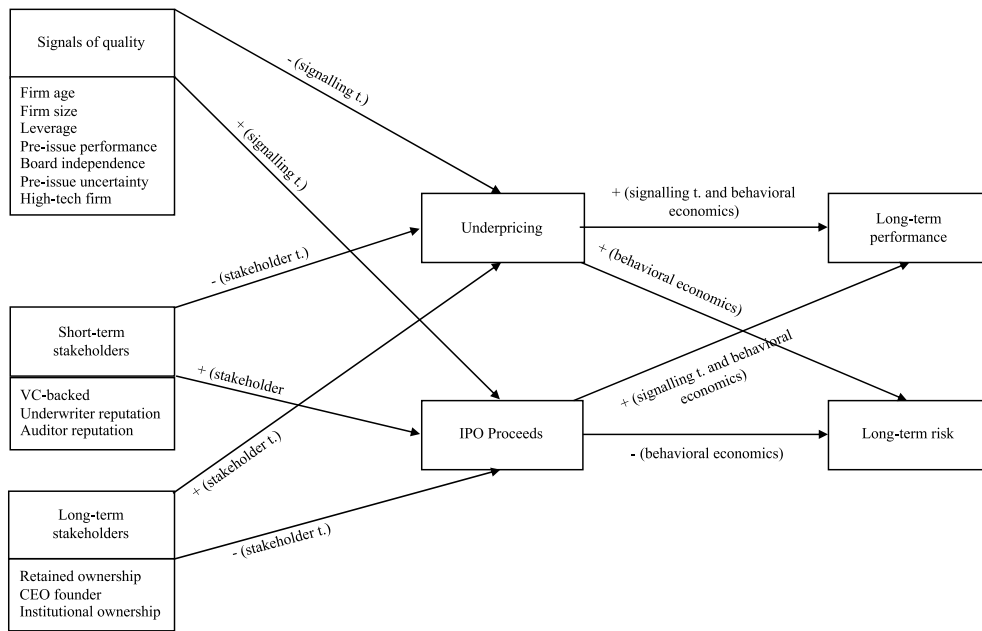 Signals of quality
Firm age
Firm size
Leverage
Pre-issue performance
Board independence
Pre-issue uncertainty
High-tech firm
- (signalling t.)
+ (signalling t.)
Short-term
stakeholders
VC-backed
Underwriter reputation
Auditor reputation
- (stakeholder t.)
+ (stakeholder
Long-term
stakeholders
Retained ownership
CEO founder
Institutional ownership
+ (stakeholder t.)
- (stakeholder t.)
Underpricing
IPO Proceeds
+ (signalling t. and behavioral
economics)
+ (behavioral economics)
+ (signalling t. and behavioral
economics)
- (behavioral economics)
Long-term
performance
Long-term risk